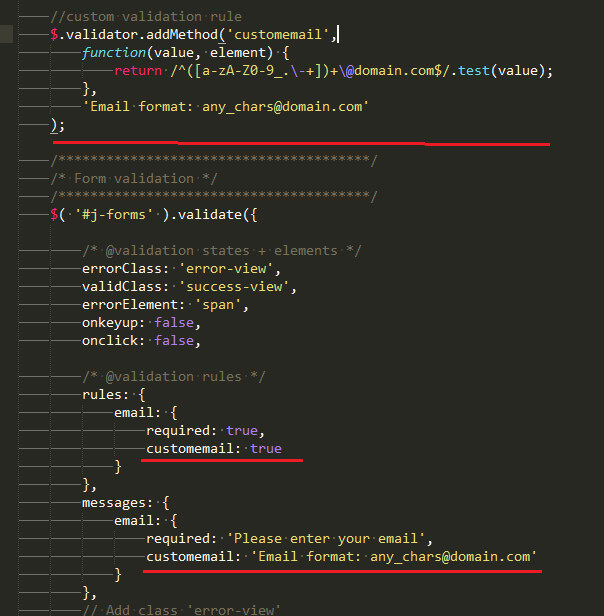 //custom validation rule
$.validator.addMethod('customemail',
function(value, element) {
return /^([a-zA-Z0-9_.\-+])+\@domain.com$/.test(value);
},
'Email format: any_chars@domain.com'
);
/***************************************/
/* Form validation */
/***************************************/
$( '#j-forms' ).validate({
/* @validation states + elements */
errorClass: 'error-view',
validClass: 'success-view',
errorElement: 'span',
onkeyup: false,
onclick: false,
/* @validation rules */
rules: {
email: {
required: true,
customemail: true
}
},
messages: {
email: {
required: 'Please enter your email',
customemail: 'Email format: any_chars@domain.com'
}
},
// Add class 'error-view'